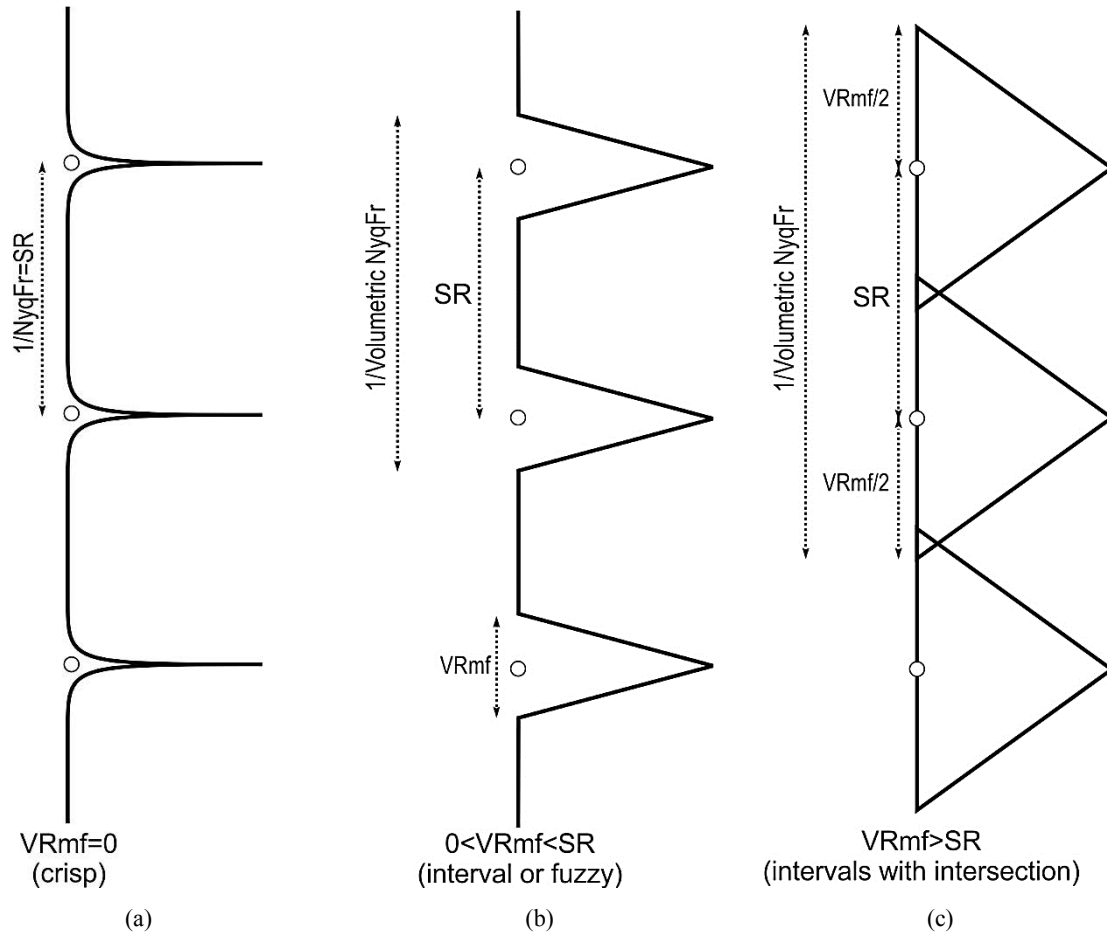 1/NyqFr=SR
VRmf=0
(crisp)
(a)
1/Volumetric NyqFr
SR
VRmf
0<VRmf<SR
(interval or fuzzy)
(b)
1/Volumetric NyqFr
VRmf/2
SR
VRmf/2
VRmf>SR
(intervals with intersection)
(c)